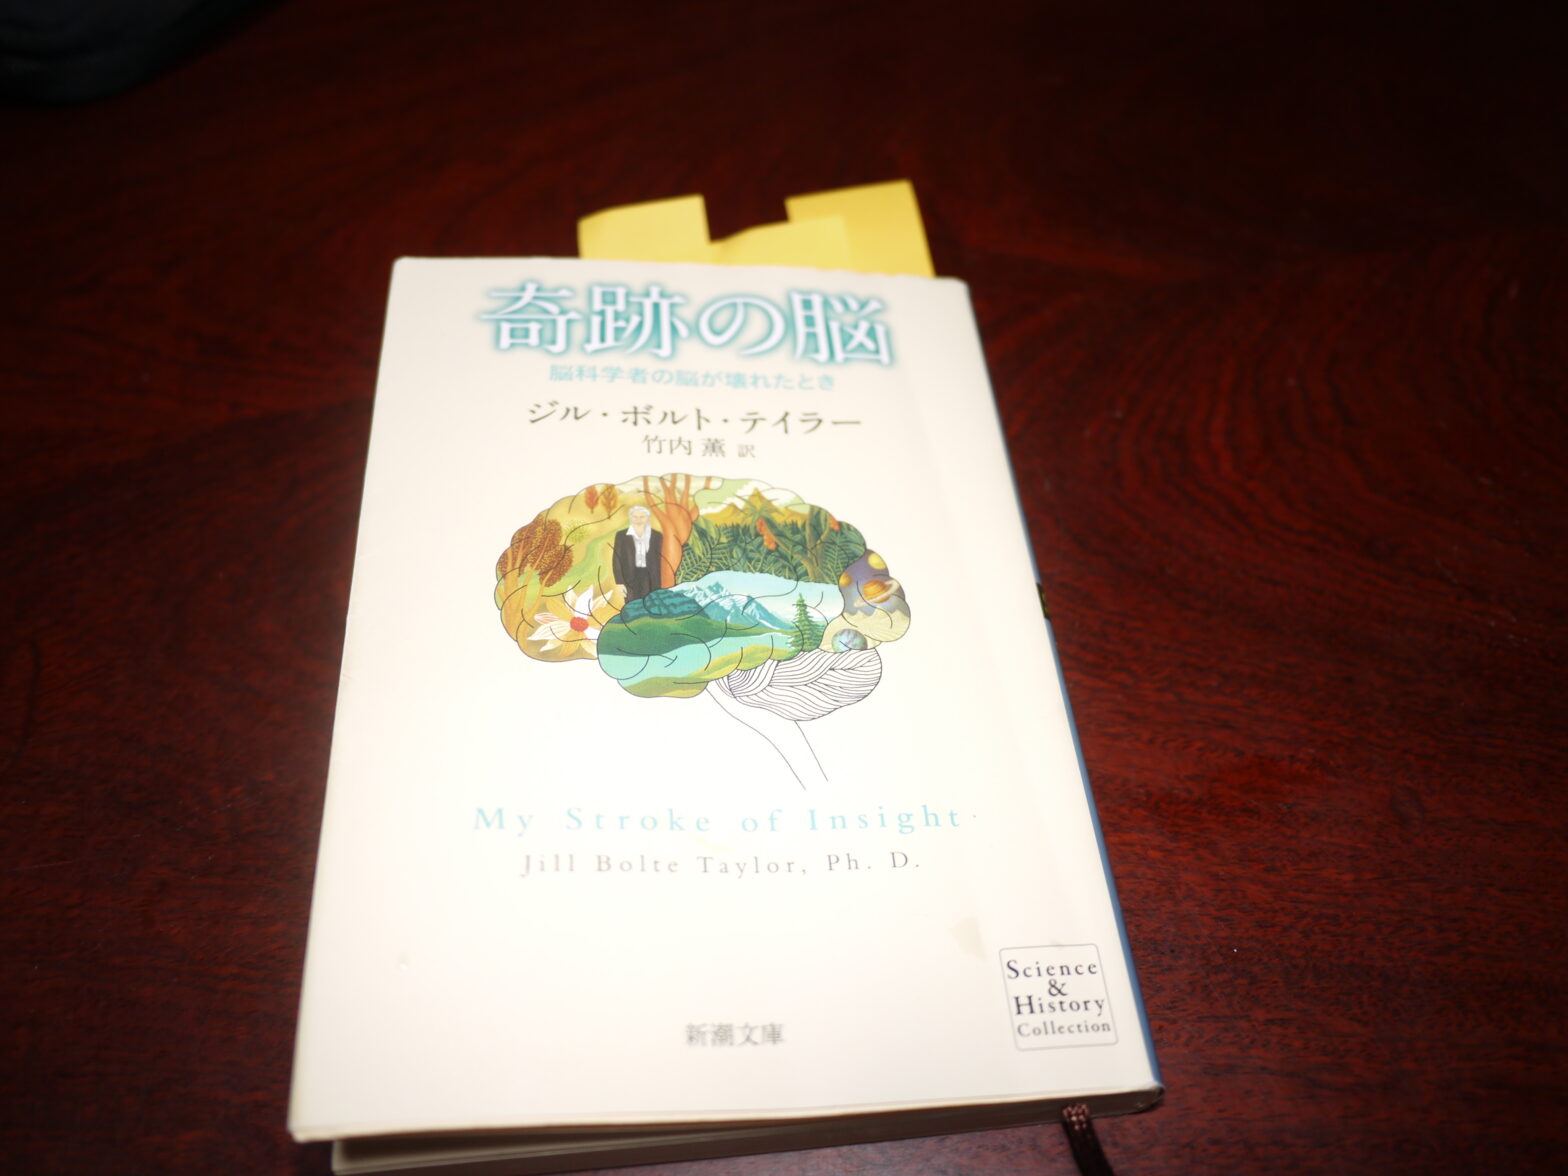 奇跡の脳
脳科学者の脳が壊れたとき
ジル・ボルト・テイラー
竹内 薫 訳
My Stroke of Insight
Jill Bolte Taylor, Ph. D.
Science
&
History
Collection
新潮文庫